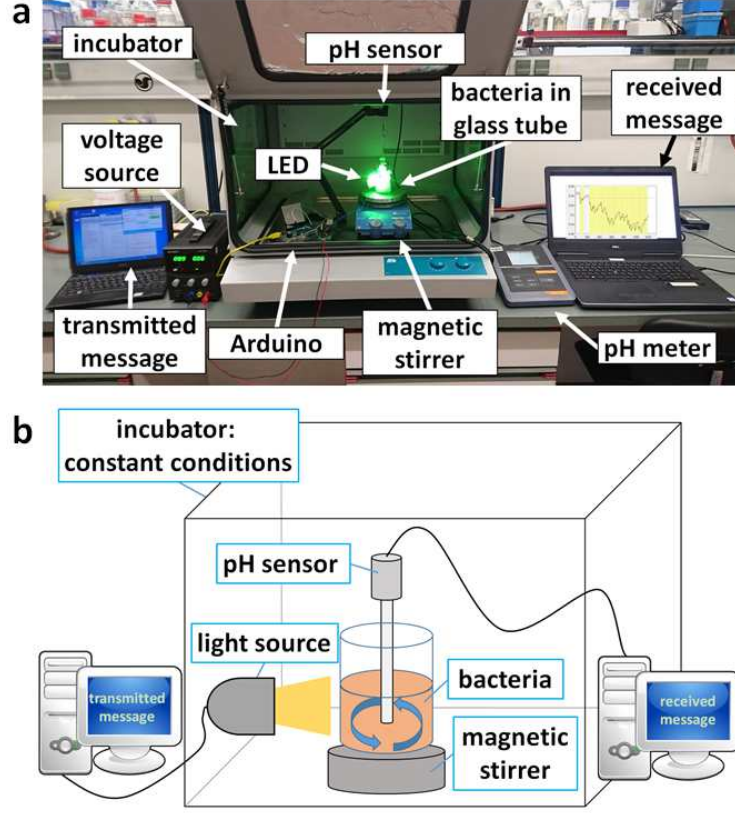 a
incubator
pH sensor
bacteria in
glass tube
received
message
voltage
source
LED
transmitted
message
Arduino
magnetic
stirrer
pH meter
b
incubator:
constant conditions
pH sensor
light source
transmitted
message
bacteria
received
message
magnetic
stirrer